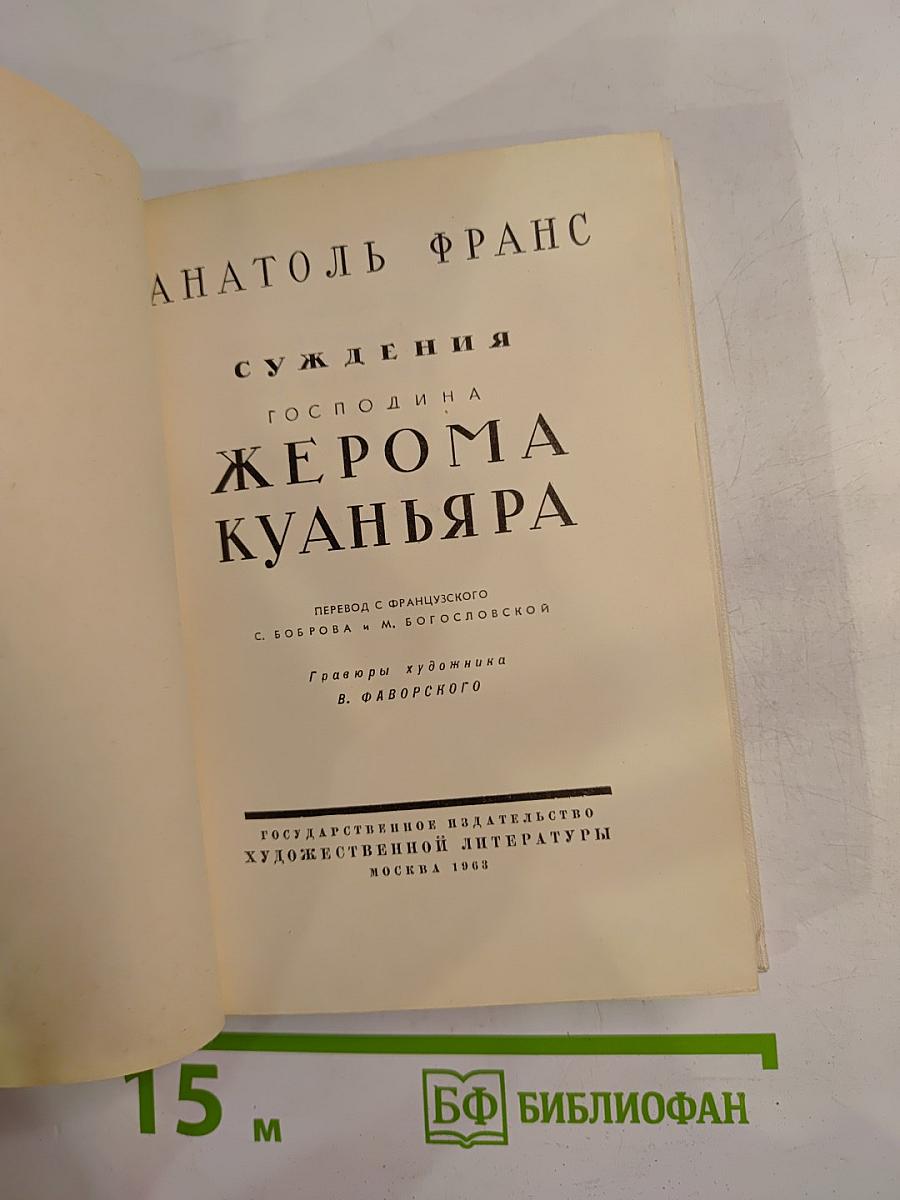 АНАТОЛЬ ФРАНС
СУЖДЕНИЯ
ГОСПОДИНА
ЖЕРОМА
КУАНЬЯРА
ПЕРЕВОД С ФРАНЦУЗСКОГО
С. БОБРОВА и М. БОГОСЛОВСКОЙ
Гравюры художника
В. ФАВОРСКОГО
ГОСУДАРСТВЕННОЕ ИЗДАТЕЛЬСТВО
ХУДОЖЕСТВЕННОЙ ЛИТЕРАТУРЫ
МОСКВА 1963
15 м
БФ БИБЛИОФАН